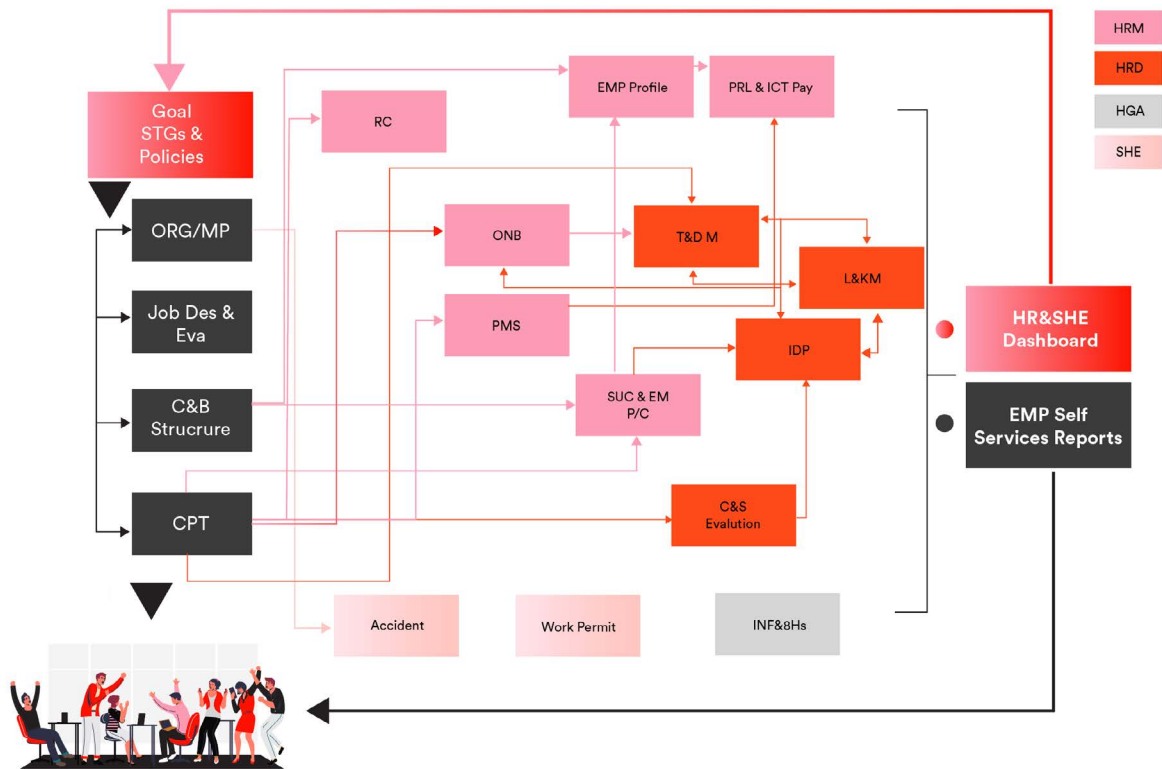 Goal
STGs &
Policies
ORG/MP
Job Des &
Eva
C&B
Strucrure
CPT
RC
EMP Profile
PRL & ICT Pay
ONB
T&D M
L&KM
PMS
IDP
SUC & EM
P/C
C&S
Evalution
Accident
Work Permit
INF&8Hs
HR&SHE
Dashboard
EMP Self
Services Reports
HRM
HRD
HGA
SHE